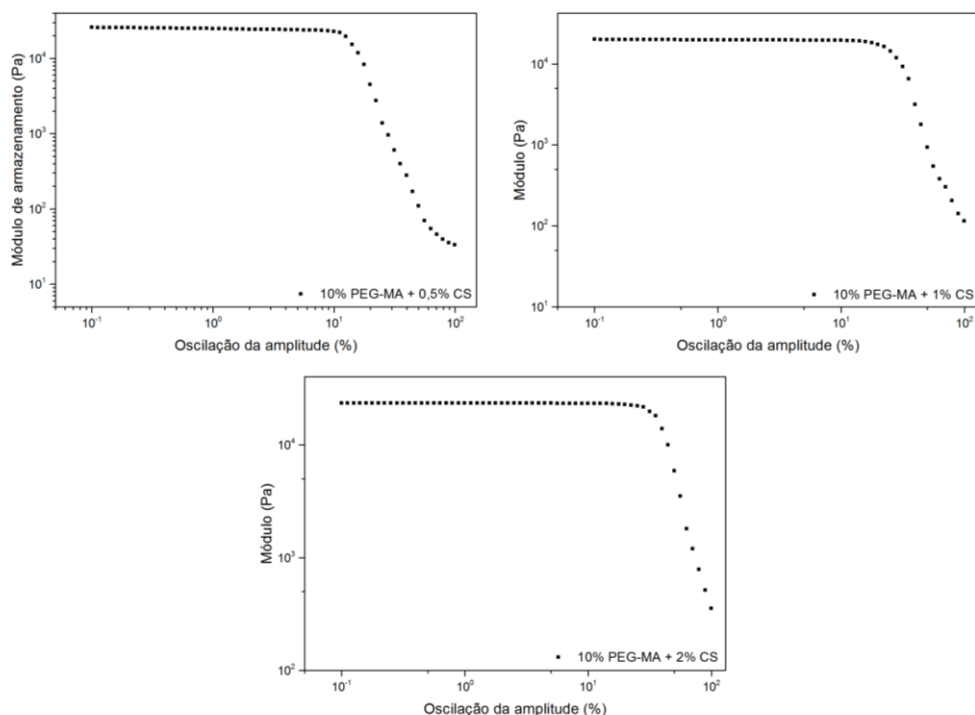 Módulo de armazenamento (Pa)
10⁴
10³
10²
10¹
10% PEG-MA + 0,5% CS
10⁻¹ 10⁰ 10¹ 10²
Oscilação da amplitude (%)
Módulo (Pa)
10⁴
10³
10²
10¹
10% PEG-MA + 1% CS
10⁻¹ 10⁰ 10¹ 10²
Oscilação da amplitude (%)
Módulo (Pa)
10⁴
10³
10²
10% PEG-MA + 2% CS
10⁻¹ 10⁰ 10¹ 10²
Oscilação da amplitude (%)